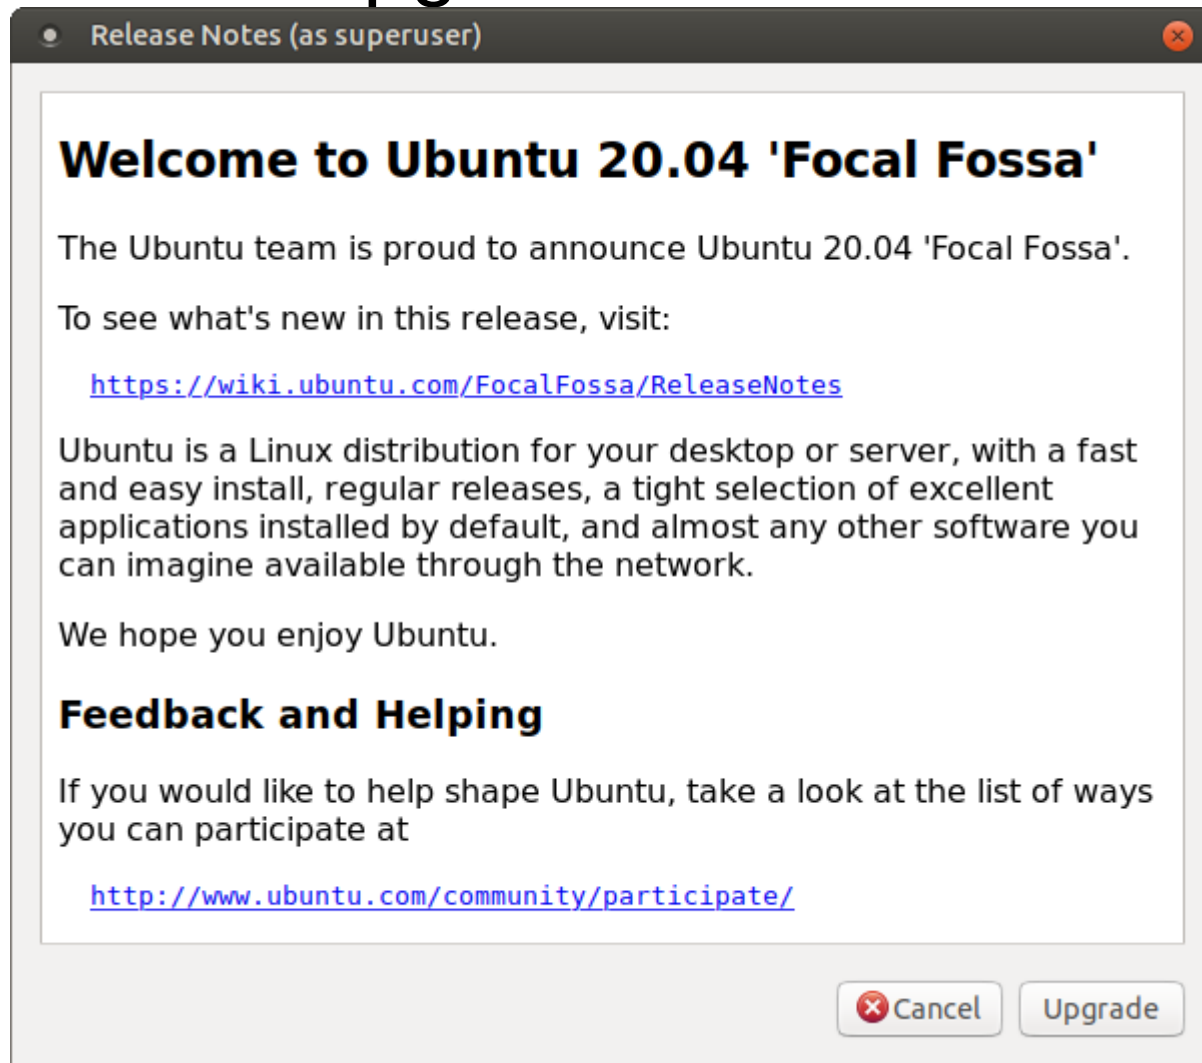 Release Notes (as superuser)
Welcome to Ubuntu 20.04 'Focal Fossa'
The Ubuntu team is proud to announce Ubuntu 20.04 'Focal Fossa'.
To see what's new in this release, visit:
https://wiki.ubuntu.com/FocalFossa/ReleaseNotes
Ubuntu is a Linux distribution for your desktop or server, with a fast
and easy install, regular releases, a tight selection of excellent
applications installed by default, and almost any other software you
can imagine available through the network.
We hope you enjoy Ubuntu.
Feedback and Helping
If you would like to help shape Ubuntu, take a look at the list of ways
you can participate at
http://www.ubuntu.com/community/participate/
Cancel Upgrade